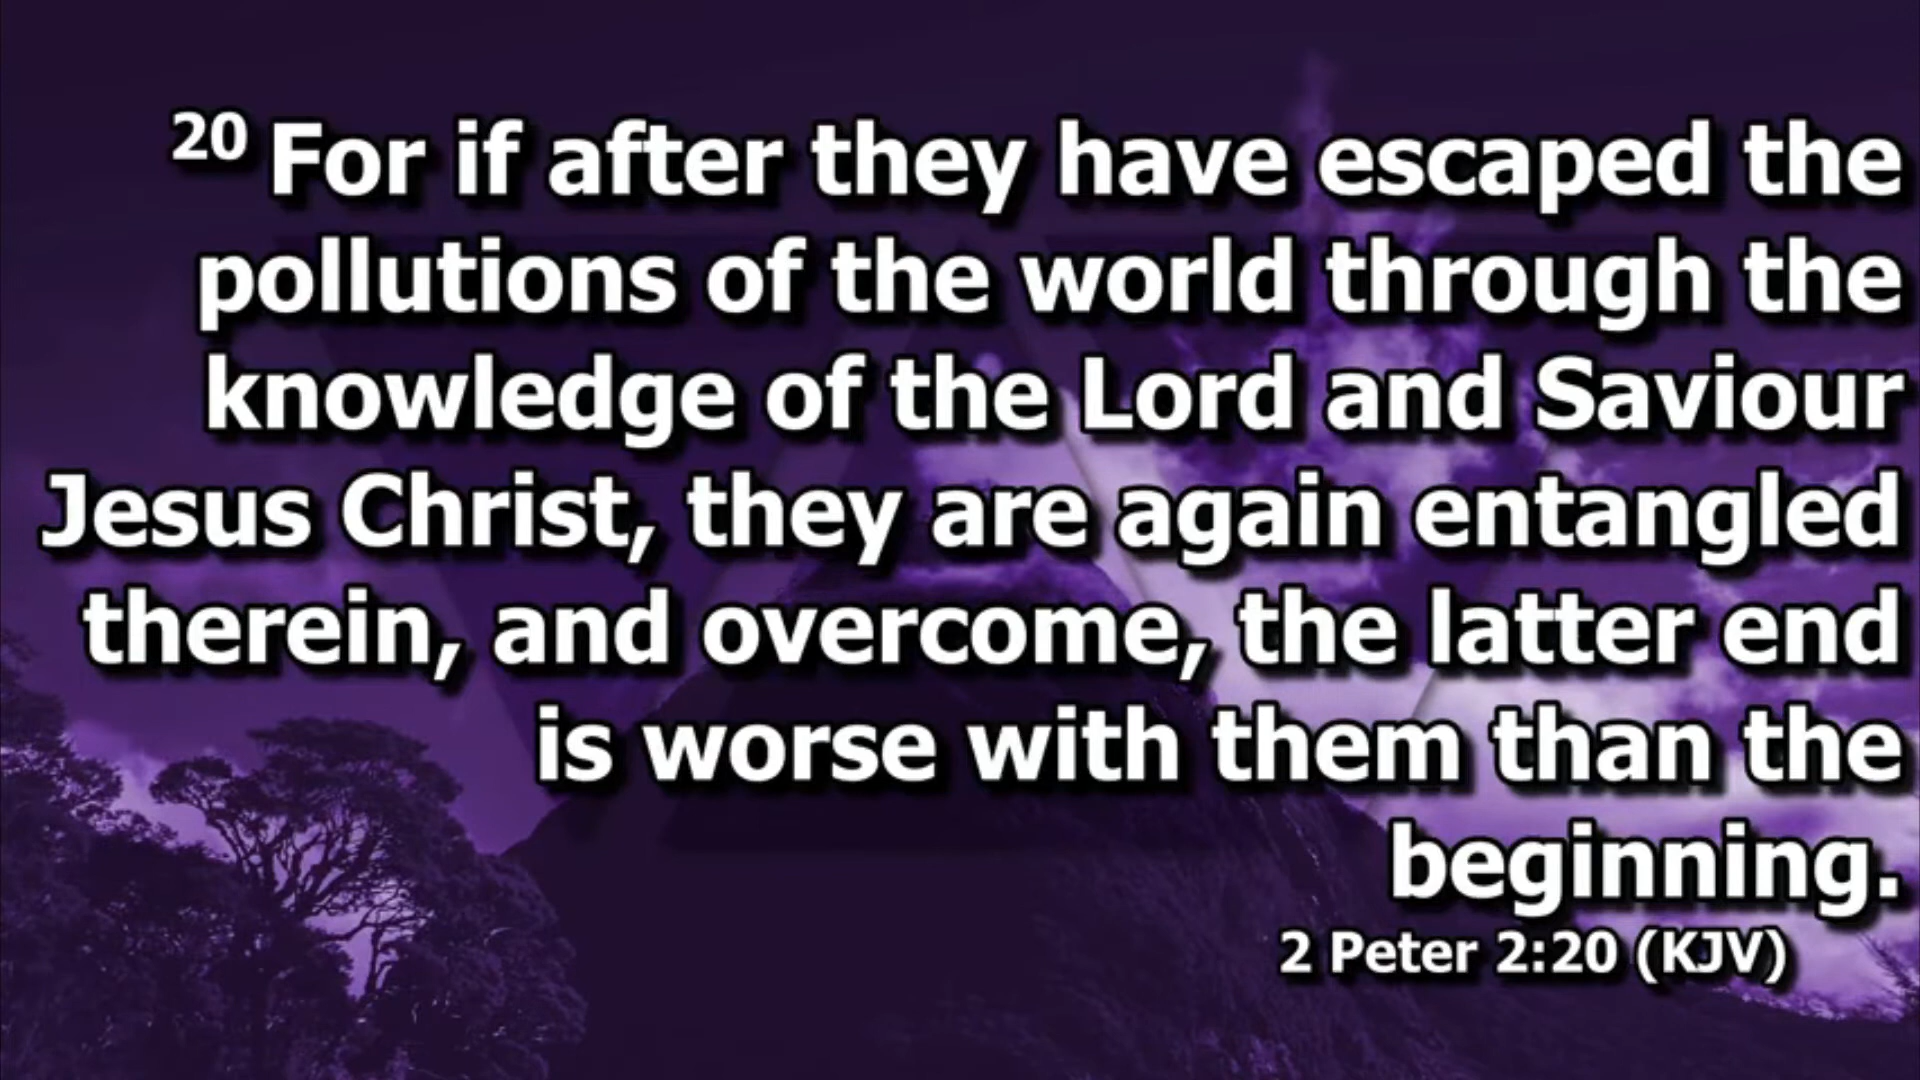 20 For if after they have escaped the
pollutions of the world through the
knowledge of the Lord and Saviour
Jesus Christ, they are again entangled
therein, and overcome, the latter end
is worse with them than the
beginning.
2 Peter 2:20 (KJV)